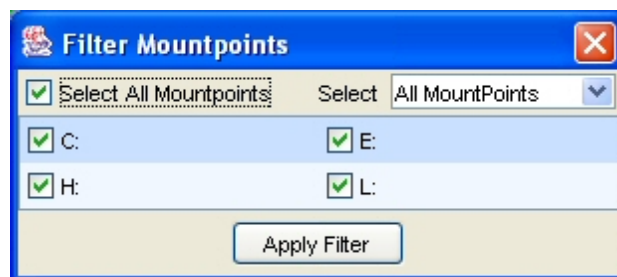 Filter Mountpoints
Select All Mountpoints Select All MountPoints
C: E:
H: L:
Apply Filter